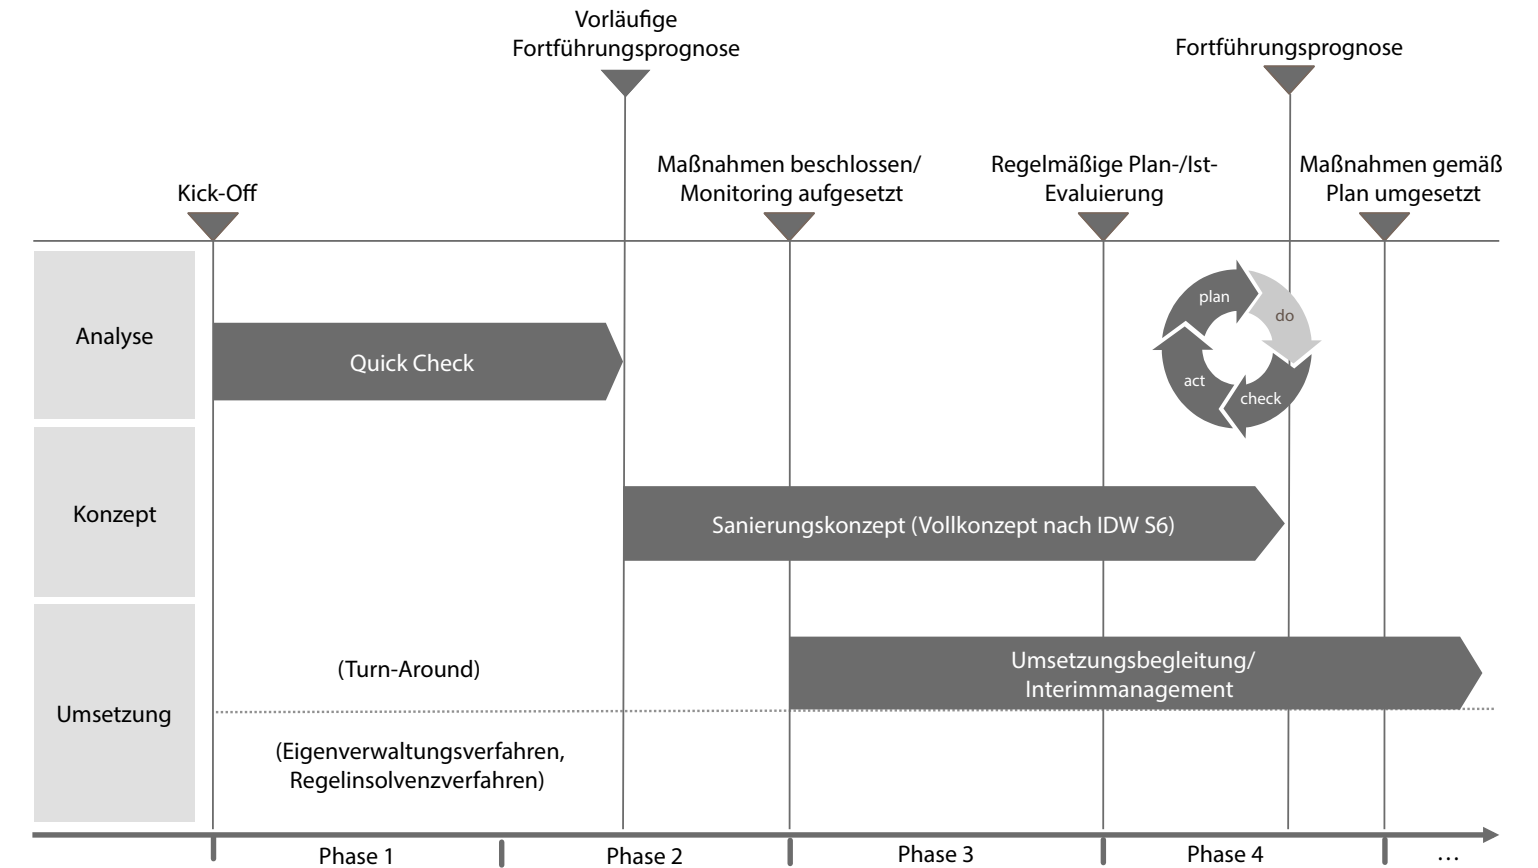 Vorläufige
Fortführungsprognose
Fortführungsprognose
Kick-Off
Maßnahmen beschlossen/
Monitoring aufgesetzt
Regelmäßige Plan-/Ist-
Evaluierung
Maßnahmen gemäß
Plan umgesetzt
Analyse
Quick Check
plan
do
check
act
Konzept
Sanierungskonzept (Vollkonzept nach IDW S6)
Umsetzung
(Turn-Around)
Umsetzungsbegleitung/
Interimmanagement
(Eigenverwaltungsverfahren,
Regelinsolvenzverfahren)
Phase 1
Phase 2
Phase 3
Phase 4
...